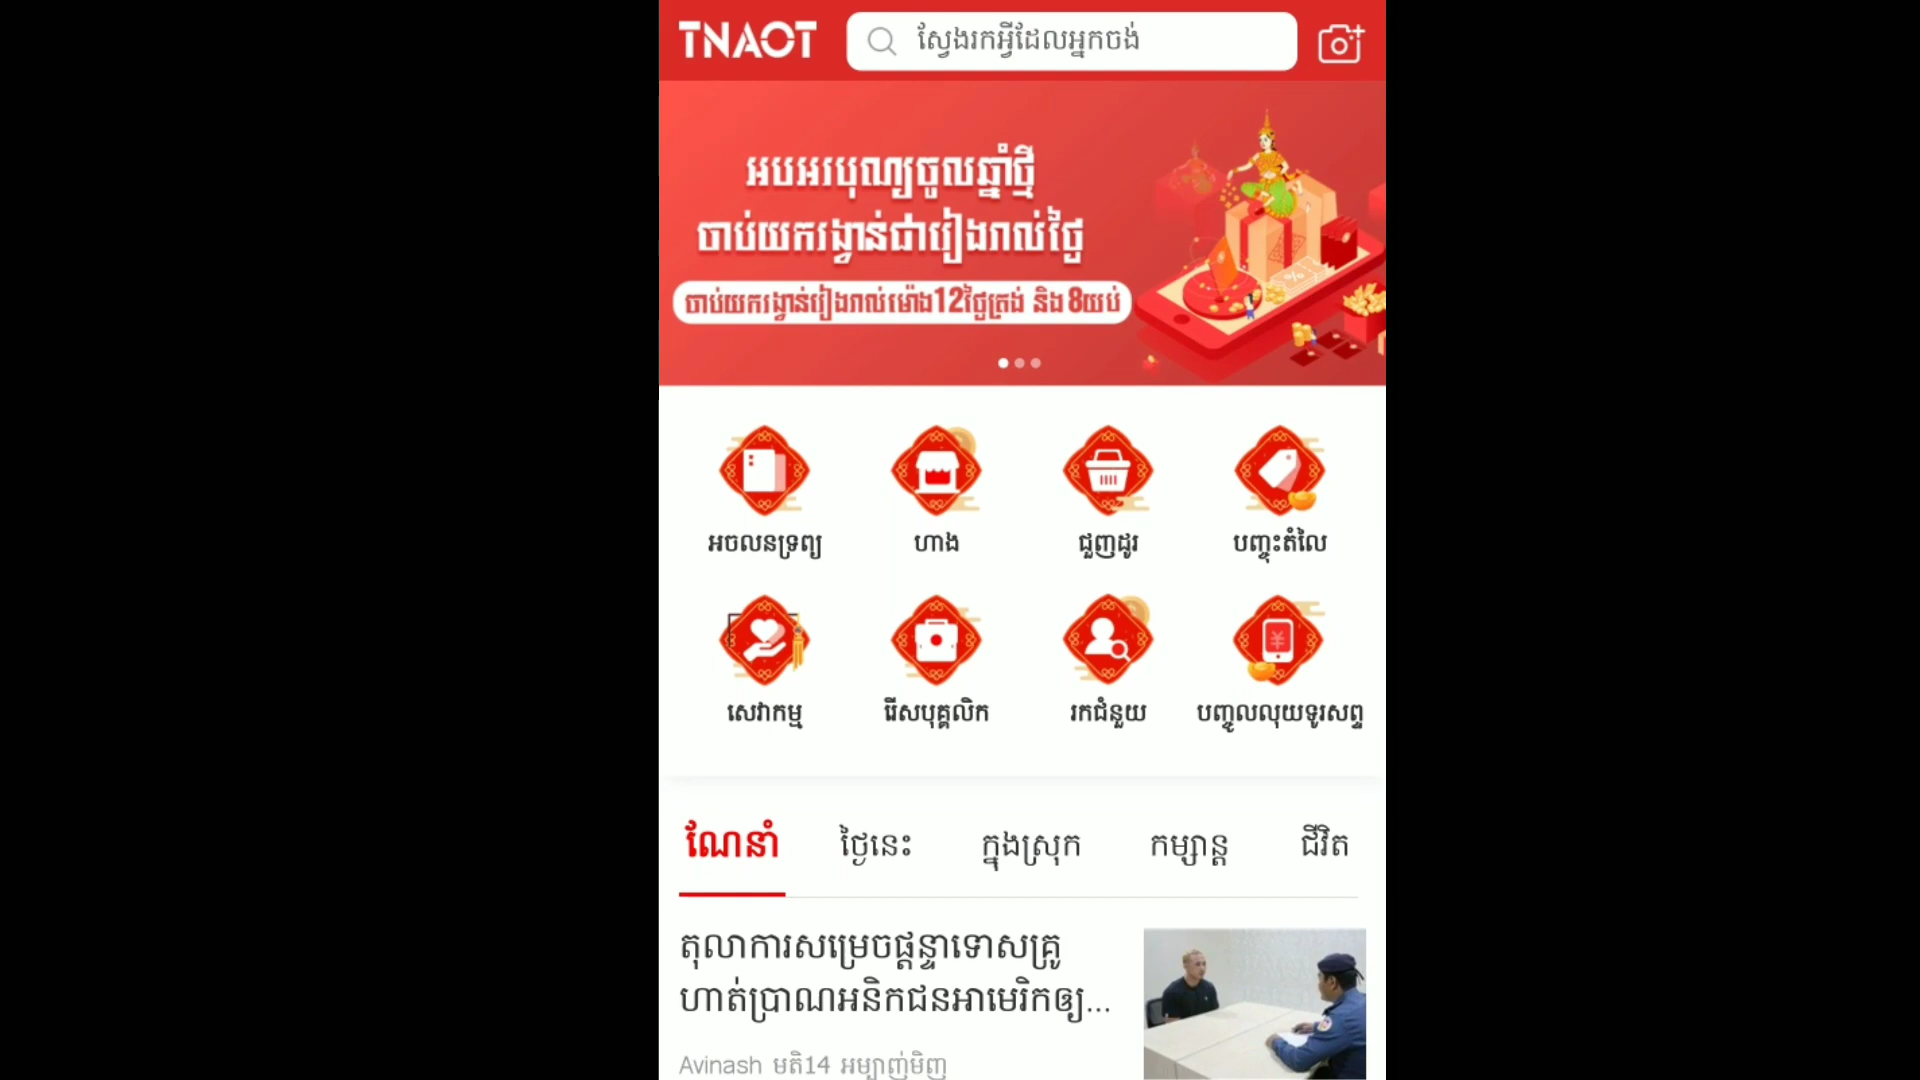 TNAOT
ស្វែងរកអ្វីដែលអ្នកចង់
អបអរបុណ្យចូលឆ្នាំថ្មី
ចាប់យករង្វាន់ជារៀងរាល់ថ្ងៃ
ចាប់យករង្វាន់រៀងរាល់ម៉ោង12ថ្ងៃត្រង់ និង 8យប់
អចលនទ្រព្យ
ហាង
ជួញដូរ
បញ្ចុះតំលៃ
សេវាកម្ម
រើសបុគ្គលិក
រកជំនួយ
បញ្ចូលលុយទូរសព្ទ
ណែនាំ
ថ្ងៃនេះ
ក្នុងស្រុក
កម្សាន្ត
ជីវិត
តុលាការសម្រេចផ្តន្ទាទោសគ្រូ
ហាត់ប្រាណអនិកជនអាមេរិកឲ្យ...
Avinash មតិ14 អម្បាញ់មិញ